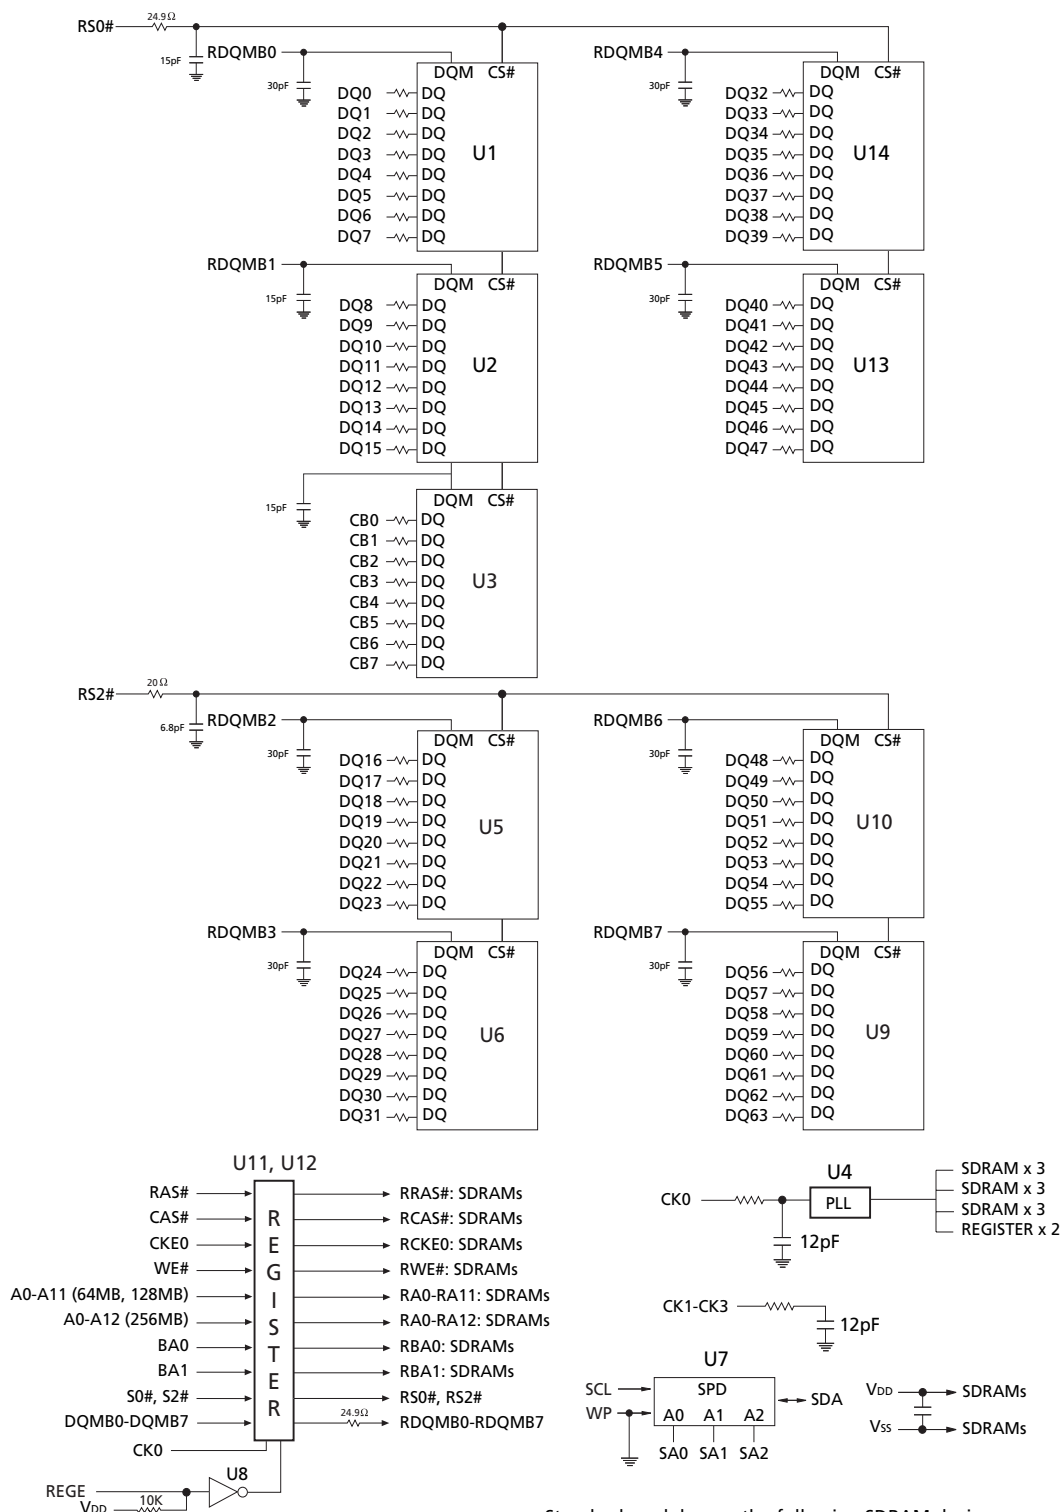 RS0#
24.9Ω
15pF
RDQMB0
30pF
DQM CS#
DQ0 DQ
DQ1 DQ
DQ2 DQ
DQ3 DQ
DQ4 DQ
DQ5 DQ
DQ6 DQ
DQ7 DQ
U1
RDQMB4
30pF
DQM CS#
DQ32 DQ
DQ33 DQ
DQ34 DQ
DQ35 DQ
DQ36 DQ
DQ37 DQ
DQ38 DQ
DQ39 DQ
U14
RDQMB1
15pF
DQM CS#
DQ8 DQ
DQ9 DQ
DQ10 DQ
DQ11 DQ
DQ12 DQ
DQ13 DQ
DQ14 DQ
DQ15 DQ
U2
RDQMB5
30pF
DQM CS#
DQ40 DQ
DQ41 DQ
DQ42 DQ
DQ43 DQ
DQ44 DQ
DQ45 DQ
DQ46 DQ
DQ47 DQ
U13
15pF
DQM CS#
CB0 DQ
CB1 DQ
CB2 DQ
CB3 DQ
CB4 DQ
CB5 DQ
CB6 DQ
CB7 DQ
U3
RS2#
20Ω
6.8pF
RDQMB2
30pF
DQM CS#
DQ16 DQ
DQ17 DQ
DQ18 DQ
DQ19 DQ
DQ20 DQ
DQ21 DQ
DQ22 DQ
DQ23 DQ
U5
RDQMB6
30pF
DQM CS#
DQ48 DQ
DQ49 DQ
DQ50 DQ
DQ51 DQ
DQ52 DQ
DQ53 DQ
DQ54 DQ
DQ55 DQ
U10
RDQMB3
30pF
DQM CS#
DQ24 DQ
DQ25 DQ
DQ26 DQ
DQ27 DQ
DQ28 DQ
DQ29 DQ
DQ30 DQ
DQ31 DQ
U6
RDQMB7
30pF
DQM CS#
DQ56 DQ
DQ57 DQ
DQ58 DQ
DQ59 DQ
DQ60 DQ
DQ61 DQ
DQ62 DQ
DQ63 DQ
U9
U11, U12
REGISTER
RAS# RRAS#: SDRAMs
CAS# RCAS#: SDRAMs
CKE0 RCKE0: SDRAMs
WE# RWE#: SDRAMs
A0-A11 (64MB, 128MB) RA0-RA11: SDRAMs
A0-A12 (256MB) RA0-RA12: SDRAMs
BA0 RBA0: SDRAMs
BA1 RBA1: SDRAMs
S0#, S2# RS0#, RS2#
DQMB0-DQMB7 24.9Ω RDQMB0-RDQMB7
CK0
U8
REGE
VDD 10K
U4
CK0 PLL
12pF
SDRAM x 3
SDRAM x 3
SDRAM x 3
REGISTER x 2
CK1-CK3
12pF
U7
SCL SPD
SDA
WP A0 A1 A2
SA0 SA1 SA2
VDD SDRAMs
VSS SDRAMs